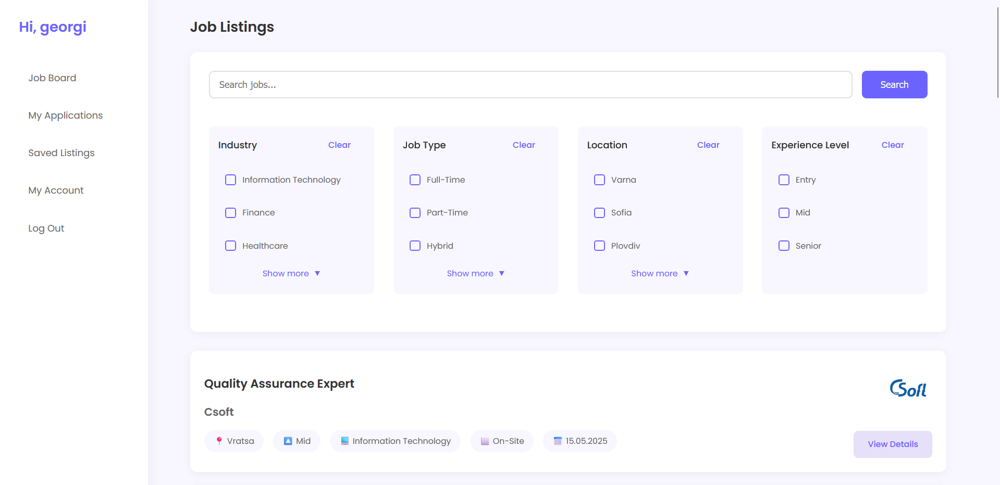 Hi, georgi
Job Board
My Applications
Saved Listings
My Account
Log Out
Job Listings
Search jobs...
Search
Industry Clear
Information Technology
Finance
Healthcare
Show more ▼
Job Type Clear
Full-Time
Part-Time
Hybrid
Show more ▼
Location Clear
Varna
Sofia
Plovdiv
Show more ▼
Experience Level Clear
Entry
Mid
Senior
Quality Assurance Expert
CSoft
Csoft
Vratsa
Mid
Information Technology
On-Site
15.05.2025
View Details